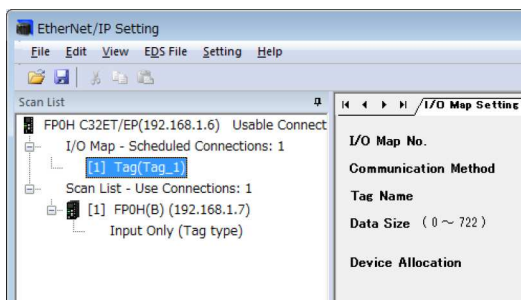 EtherNet/IP Setting
File Edit View EDS File Setting Help
Scan List
FP0H C32ET/EP(192.168.1.6) Usable Connect
I/O Map - Scheduled Connections: 1
[1] Tag(Tag_1)
Scan List - Use Connections: 1
[1] FP0H(B) (192.168.1.7)
Input Only (Tag type)
I/O Map Setting
I/O Map No.
Communication Method
Tag Name
Data Size (0～722)
Device Allocation